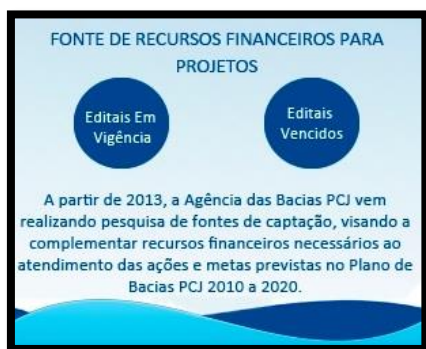 FONTE DE RECURSOS FINANCEIROS PARA
PROJETOS
Editais Em
Vigência
Editais
Vencidos
A partir de 2013, a Agência das Bacias PCJ vem
realizando pesquisa de fontes de captação, visando a
complementar recursos financeiros necessários ao
atendimento das ações e metas previstas no Plano de
Bacias PCJ 2010 a 2020.